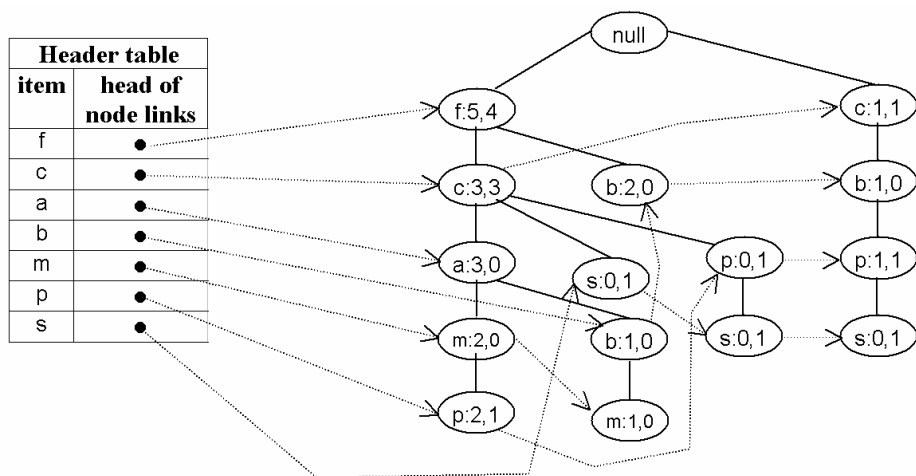 Header table
item head of node links
f
c
a
b
m
p
s
null
f:5,4
c:1,1
c:3,3
b:2,0
b:1,0
a:3,0
s:0,1
p:0,1
p:1,1
m:2,0
b:1,0
s:0,1
s:0,1
p:2,1
m:1,0